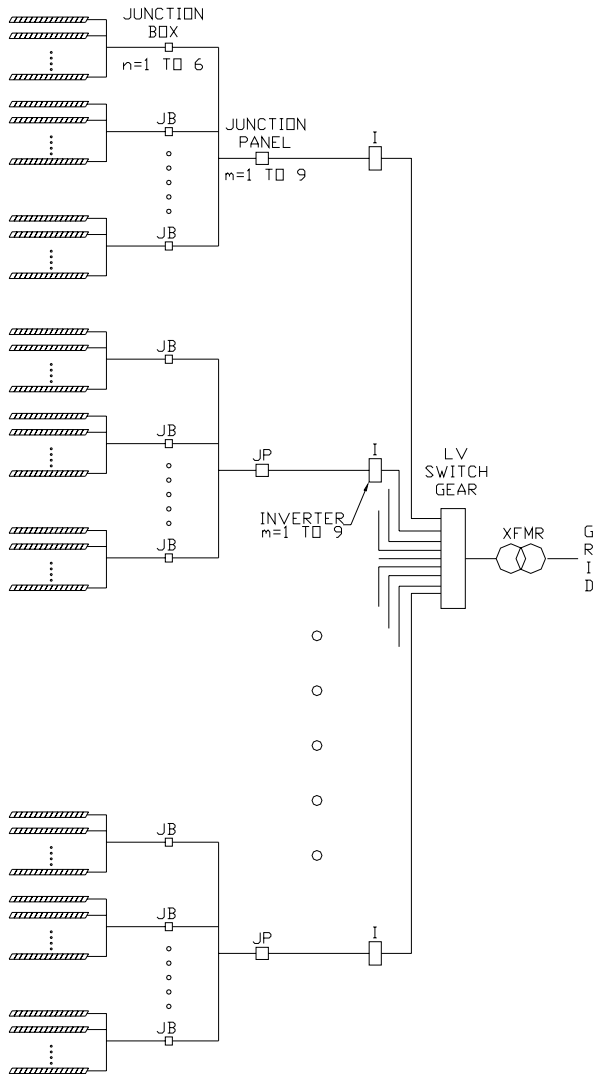 JUNCTION
BOX
n=1 TO 6
JB
JUNCTION
PANEL
m=1 TO 9
I
JB
JB
JB
JP
I
LV
SWITCH
GEAR
INVERTER
m=1 TO 9
XFMR
GRID
JB
JB
JB
JP
I
JB